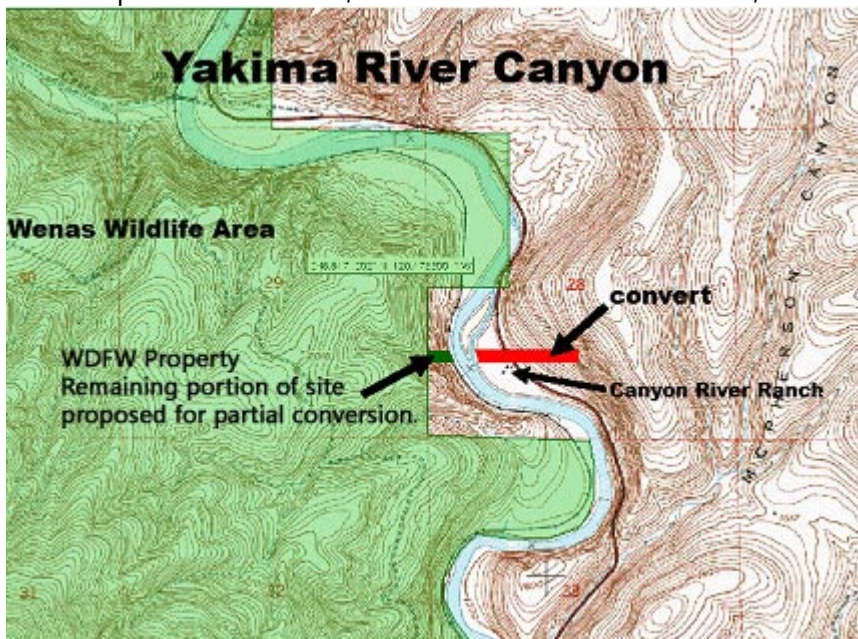 Yakima River Canyon
Wenas Wildlife Area
30
29
28
convert
WDFW Property
Remaining portion of site
proposed for partial conversion.
Canyon River Ranch
MCPHERSON CANYON
31
32